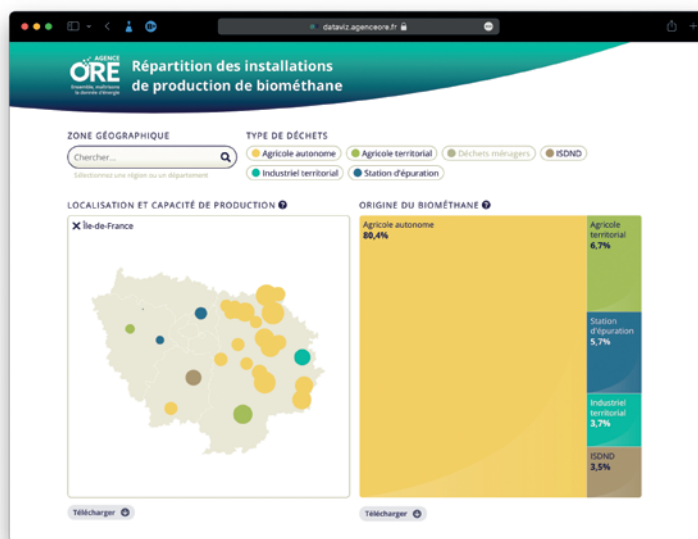 dataviz.agenceore.fr
AGENCE
ORE
Ensemble, maîtrisons
la donnée d'énergie
Répartition des installations
de production de biométhane
ZONE GÉOGRAPHIQUE
Chercher...
Sélectionnez une région ou un département
TYPE DE DÉCHETS
Agricole autonome
Agricole territorial
Déchets ménagers
ISDND
Industriel territorial
Station d'épuration
LOCALISATION ET CAPACITÉ DE PRODUCTION ?
Île-de-France
Télécharger
ORIGINE DU BIOMÉTHANE ?
Agricole autonome
80,4%
Agricole
territorial
6,7%
Station
d'épuration
5,7%
Industriel
territorial
3,7%
ISDND
3,5%
Télécharger